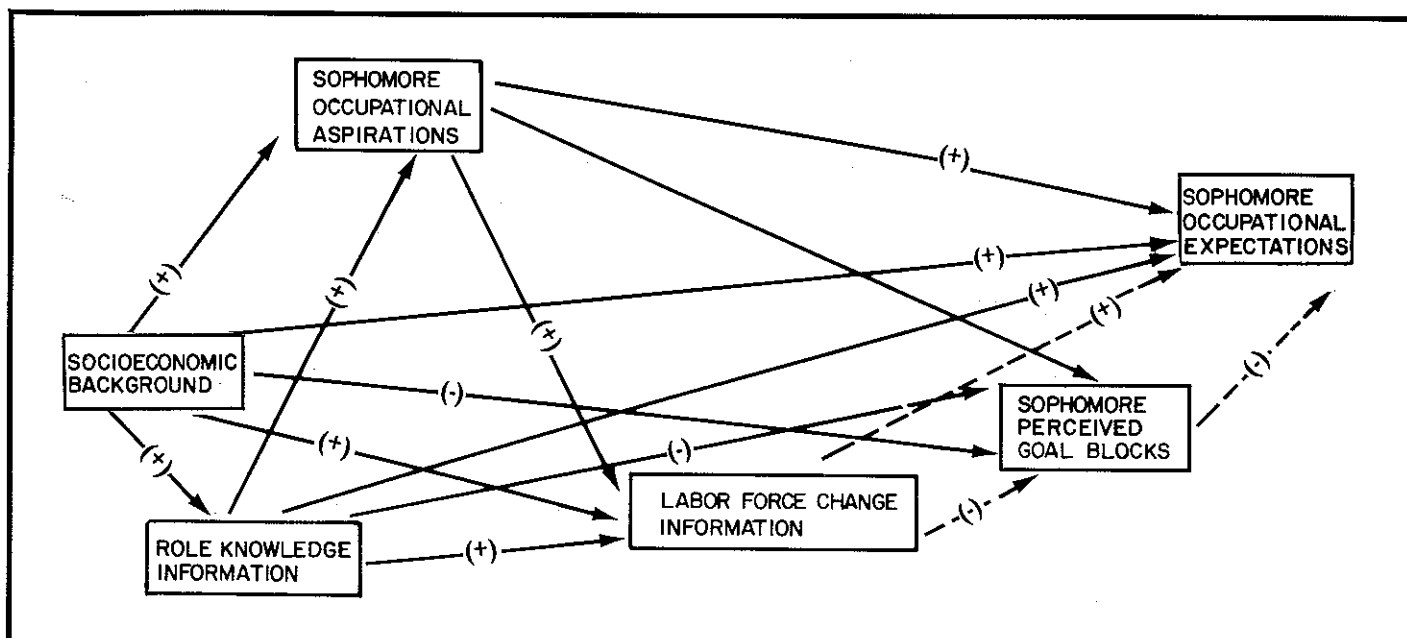 SOPHOMORE
OCCUPATIONAL
ASPIRATIONS
(+)
SOPHOMORE
OCCUPATIONAL
EXPECTATIONS
(+)
(+)
(+)
(+)
(+)
(+)
SOCIOECONOMIC
BACKGROUND
(-)
(-)
SOPHOMORE
PERCEIVED
GOAL BLOCKS
(+)
(+)
(-)
LABOR FORCE CHANGE
INFORMATION
(-)
ROLE KNOWLEDGE
INFORMATION
(+)